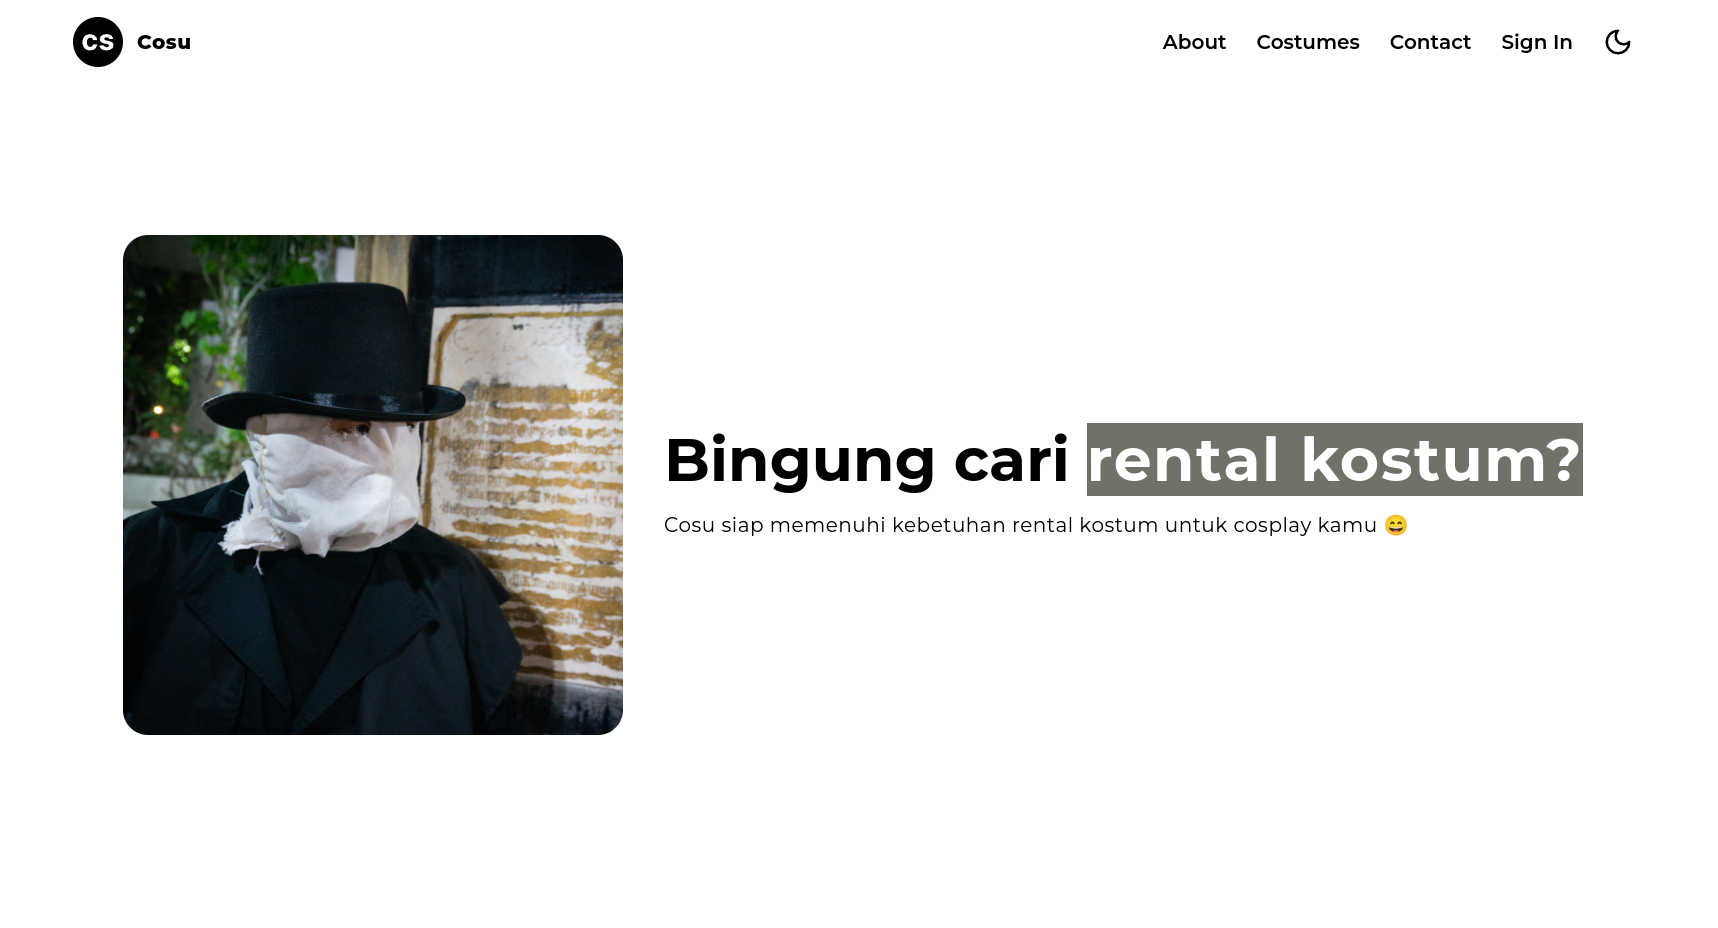 CS Cosu
About Costumes Contact Sign In
Bingung cari rental kostum?
Cosu siap memenuhi kebetuhan rental kostum untuk cosplay kamu 😄